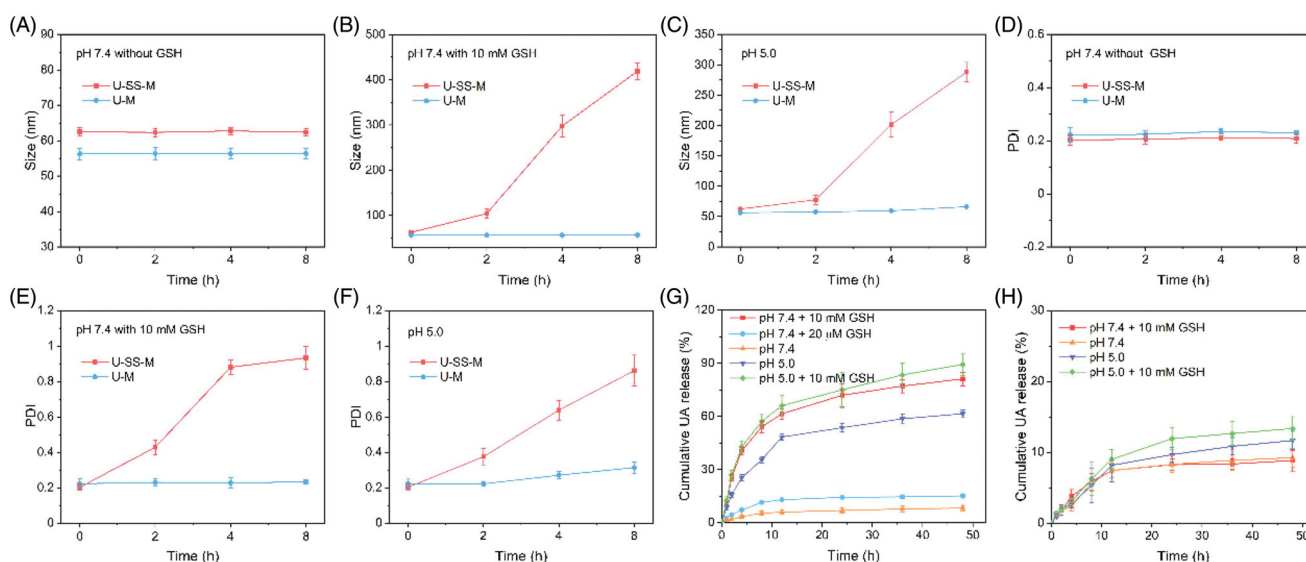 (A)
pH 7.4 without GSH
U-SS-M
U-M
90
80
70
60
50
40
30
Size (nm)
0 2 4 8
Time (h)
(B)
pH 7.4 with 10 mM GSH
U-SS-M
U-M
500
400
300
200
100
Size (nm)
0 2 4 8
Time (h)
(C)
pH 5.0
U-SS-M
U-M
350
300
250
200
150
100
50
0
Size (nm)
0 2 4 8
Time (h)
(D)
pH 7.4 without GSH
U-SS-M
U-M
0.6
0.4
0.2
0
-0.2
PDI
0 2 4 8
Time (h)
(E)
pH 7.4 with 10 mM GSH
U-SS-M
U-M
1.2
1
0.8
0.6
0.4
0.2
0
PDI
0 2 4 8
Time (h)
(F)
pH 5.0
U-SS-M
U-M
1.2
1
0.8
0.6
0.4
0.2
0
PDI
0 2 4 8
Time (h)
(G)
pH 7.4 + 10 mM GSH
pH 7.4 + 20 μM GSH
pH 7.4
pH 5.0
pH 5.0 + 10 mM GSH
120
90
60
30
0
Cumulative UA release (%)
0 10 20 30 40 50
Time (h)
(H)
pH 7.4 + 10 mM GSH
pH 7.4
pH 5.0
pH 5.0 + 10 mM GSH
30
20
10
0
Cumulative UA release (%)
0 10 20 30 40 50
Time (h)